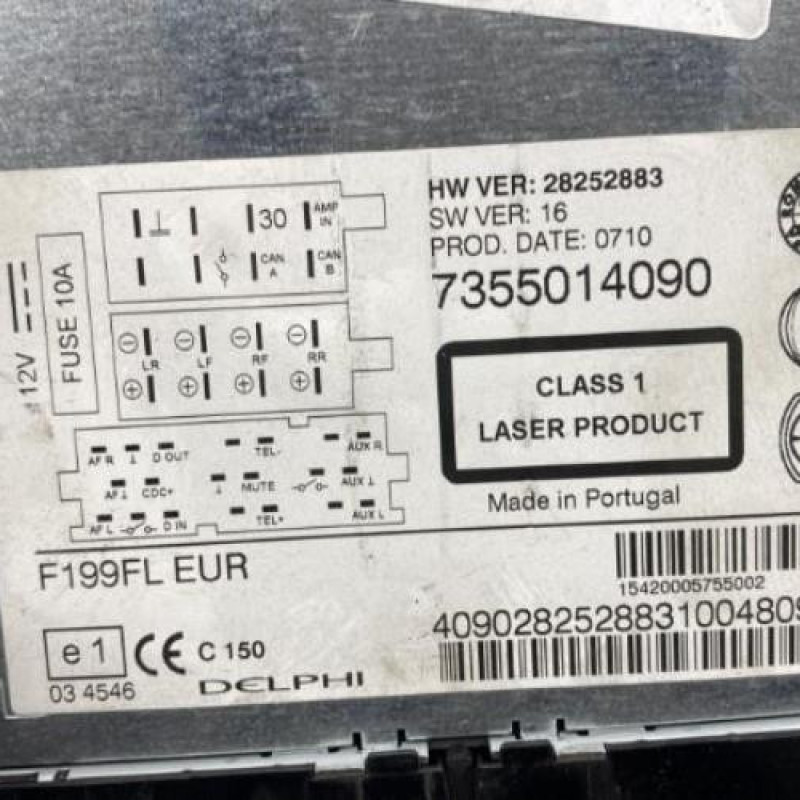 HW VER: 28252883
SW VER: 16
PROD. DATE: 0710
7355014090
CLASS 1
LASER PRODUCT
Made in Portugal
12V
FUSE 10A
30 AMP IN
CAN A CAN B
LR LF RF RR
AF R D OUT TEL- AUX R
AF CDC+ MUTE AUX
AF L D IN TEL+ AUX L
F199FL EUR
15420005755002
e 1
03 4546
CE C 150
DELPHI